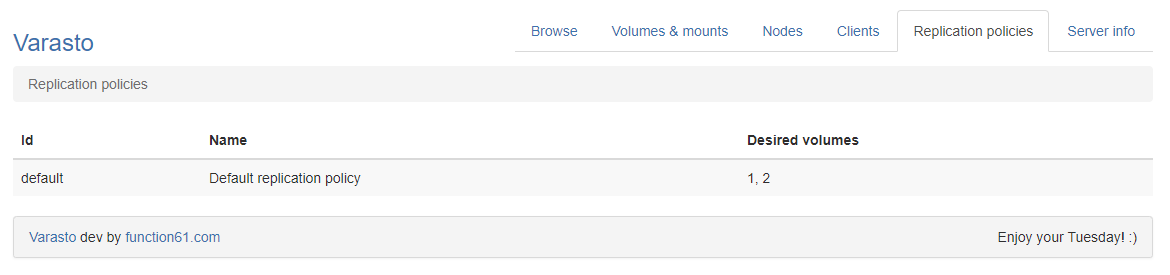 Varasto
Browse Volumes & mounts Nodes Clients Replication policies Server info
Replication policies
Id Name Desired volumes
default Default replication policy 1, 2
Varasto dev by function61.com Enjoy your Tuesday! :)